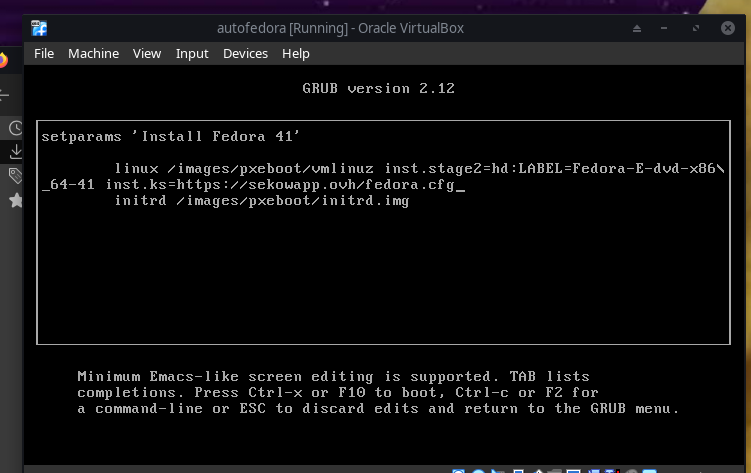 autofedora [Running] - Oracle VirtualBox
File Machine View Input Devices Help
GRUB version 2.12
setparams 'Install Fedora 41'
linux /images/pxeboot/vmlinuz inst.stage2=hd:LABEL=Fedora-E-dvd-x86\
_64-41 inst.ks=https://sekowapp.ovh/fedora.cfg_
initrd /images/pxeboot/initrd.img
Minimum Emacs-like screen editing is supported. TAB lists
completions. Press Ctrl-x or F10 to boot, Ctrl-c or F2 for
a command-line or ESC to discard edits and return to the GRUB menu.